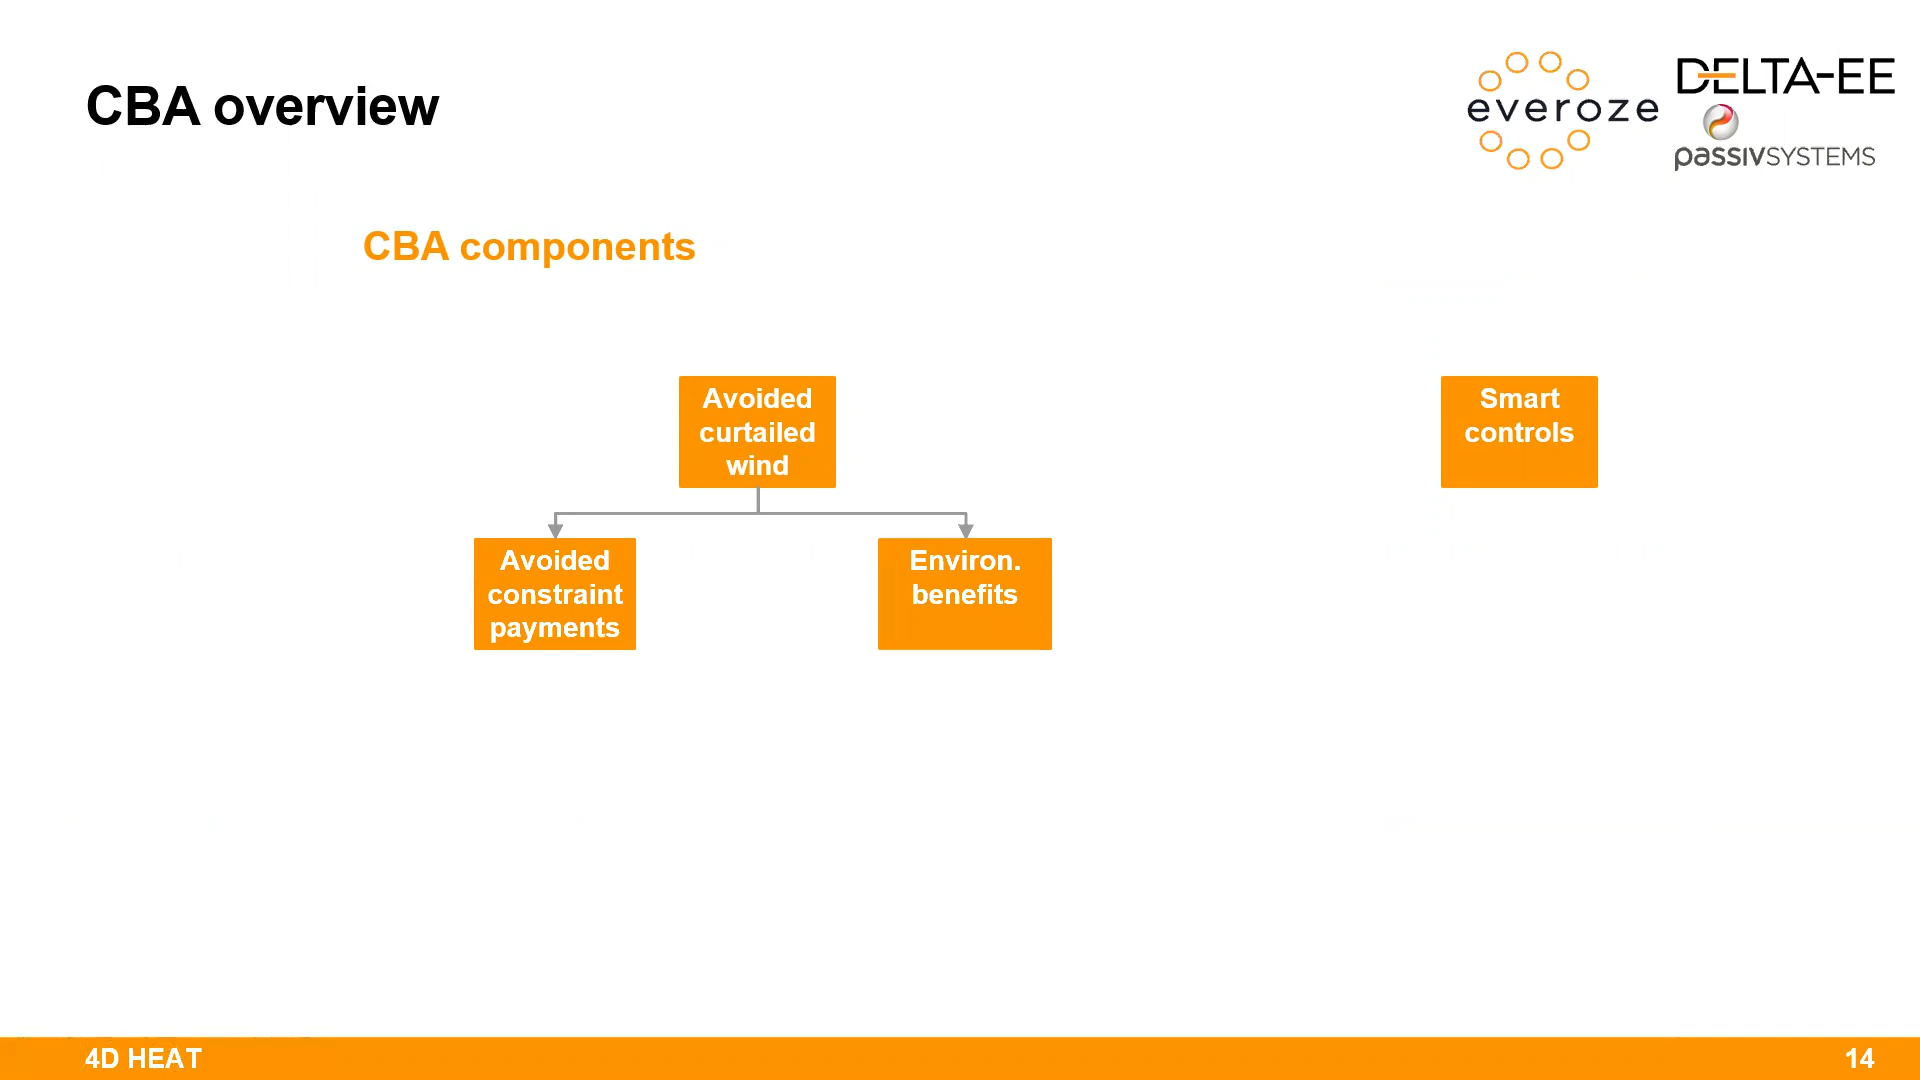 CBA overview
everoze
DELTA-EE
passivSYSTEMS
CBA components
Avoided
curtailed
wind
Smart
controls
Avoided
constraint
payments
Environ.
benefits
4D HEAT
14